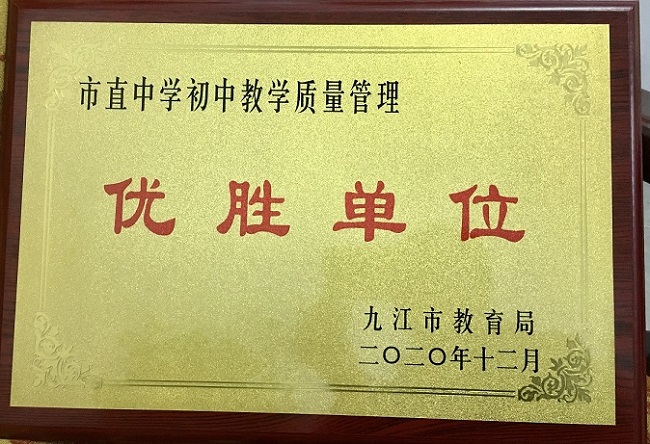 市直中学初中教学质量管理
优胜单位
九江市教育局
二〇二〇年十二月